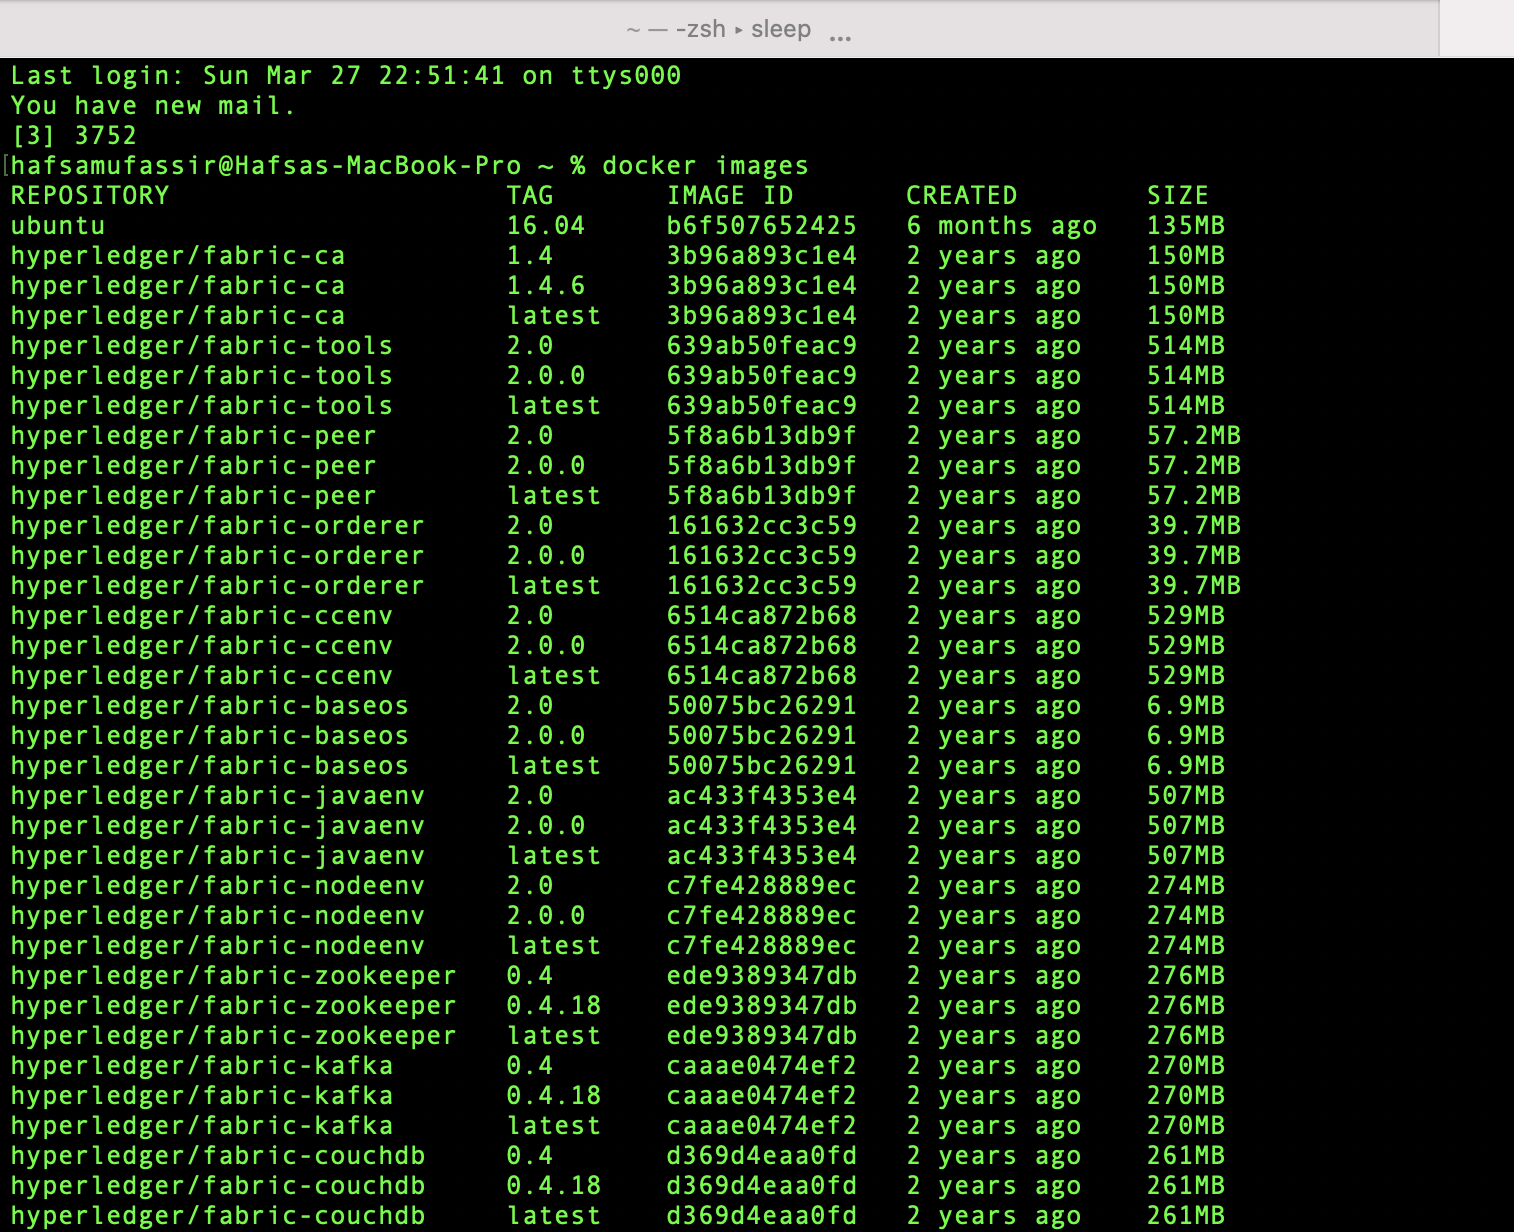 ~ — -zsh ▸ sleep ...
Last login: Sun Mar 27 22:51:41 on ttys000
You have new mail.
[3] 3752
[hafsamufassir@Hafsas-MacBook-Pro ~ % docker images
REPOSITORY TAG IMAGE ID CREATED SIZE
ubuntu 16.04 b6f507652425 6 months ago 135MB
hyperledger/fabric-ca 1.4 3b96a893c1e4 2 years ago 150MB
hyperledger/fabric-ca 1.4.6 3b96a893c1e4 2 years ago 150MB
hyperledger/fabric-ca latest 3b96a893c1e4 2 years ago 150MB
hyperledger/fabric-tools 2.0 639ab50feac9 2 years ago 514MB
hyperledger/fabric-tools 2.0.0 639ab50feac9 2 years ago 514MB
hyperledger/fabric-tools latest 639ab50feac9 2 years ago 514MB
hyperledger/fabric-peer 2.0 5f8a6b13db9f 2 years ago 57.2MB
hyperledger/fabric-peer 2.0.0 5f8a6b13db9f 2 years ago 57.2MB
hyperledger/fabric-peer latest 5f8a6b13db9f 2 years ago 57.2MB
hyperledger/fabric-orderer 2.0 161632cc3c59 2 years ago 39.7MB
hyperledger/fabric-orderer 2.0.0 161632cc3c59 2 years ago 39.7MB
hyperledger/fabric-orderer latest 161632cc3c59 2 years ago 39.7MB
hyperledger/fabric-ccenv 2.0 6514ca872b68 2 years ago 529MB
hyperledger/fabric-ccenv 2.0.0 6514ca872b68 2 years ago 529MB
hyperledger/fabric-ccenv latest 6514ca872b68 2 years ago 529MB
hyperledger/fabric-baseos 2.0 50075bc26291 2 years ago 6.9MB
hyperledger/fabric-baseos 2.0.0 50075bc26291 2 years ago 6.9MB
hyperledger/fabric-baseos latest 50075bc26291 2 years ago 6.9MB
hyperledger/fabric-javaenv 2.0 ac433f4353e4 2 years ago 507MB
hyperledger/fabric-javaenv 2.0.0 ac433f4353e4 2 years ago 507MB
hyperledger/fabric-javaenv latest ac433f4353e4 2 years ago 507MB
hyperledger/fabric-nodeenv 2.0 c7fe428889ec 2 years ago 274MB
hyperledger/fabric-nodeenv 2.0.0 c7fe428889ec 2 years ago 274MB
hyperledger/fabric-nodeenv latest c7fe428889ec 2 years ago 274MB
hyperledger/fabric-zookeeper 0.4 ede9389347db 2 years ago 276MB
hyperledger/fabric-zookeeper 0.4.18 ede9389347db 2 years ago 276MB
hyperledger/fabric-zookeeper latest ede9389347db 2 years ago 276MB
hyperledger/fabric-kafka 0.4 caaae0474ef2 2 years ago 270MB
hyperledger/fabric-kafka 0.4.18 caaae0474ef2 2 years ago 270MB
hyperledger/fabric-kafka latest caaae0474ef2 2 years ago 270MB
hyperledger/fabric-couchdb 0.4 d369d4eaa0fd 2 years ago 261MB
hyperledger/fabric-couchdb 0.4.18 d369d4eaa0fd 2 years ago 261MB
hyperledger/fabric-couchdb latest d369d4eaa0fd 2 years ago 261MB